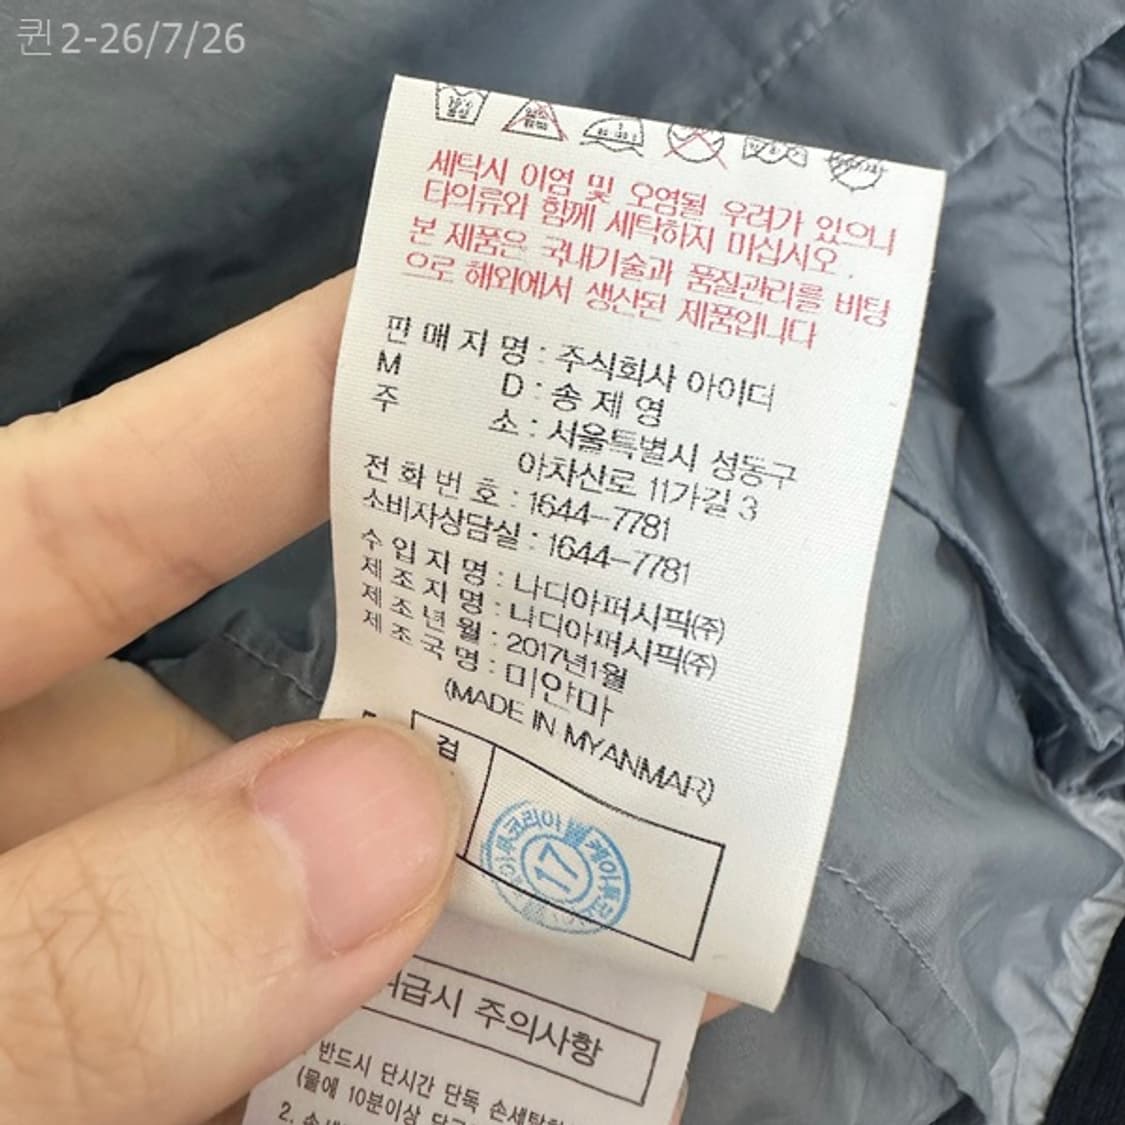 퀸2-26/7/26
세탁시 이염 및 오염될 우려가 있으니
타의류와 함께 세탁하지 마십시오.
본 제품은 국내기술과 품질관리를 바탕
으로 해외에서 생산된 제품입니다
판 매 자 명 : 주식회사 아이더
M D : 송 제 영
주 소 : 서울특별시 성동구
아차산로 11가길 3
전 화 번 호 : 1644-7781
소비자상담실 : 1644-7781
수 입 자 명 : 나디아퍼시픽(주)
제 조 자 명 : 나디아퍼시픽(주)
제 조 년 월 : 2017년1월
제 조 국 명 : 미얀마
(MADE IN MYANMAR)
검
17
취급시 주의사항
반드시 단시간 단독 손세탁
(물에 10분이상
2.